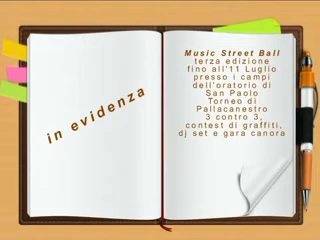 in evidenza
Music Street Ball
terza edizione
fino all'11 Luglio
presso i campi
dell'oratorio di
San Paolo
Torneo di
Pallacanestro
3 contro 3,
contest di graffiti,
dj set e gara canora